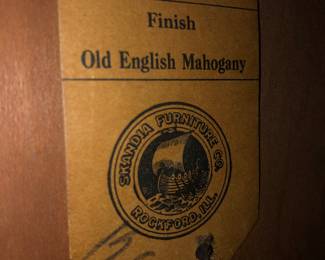 Finish
Old English Mahogany
SKANDIA FURNITURE CO.
ROCKFORD, ILL.